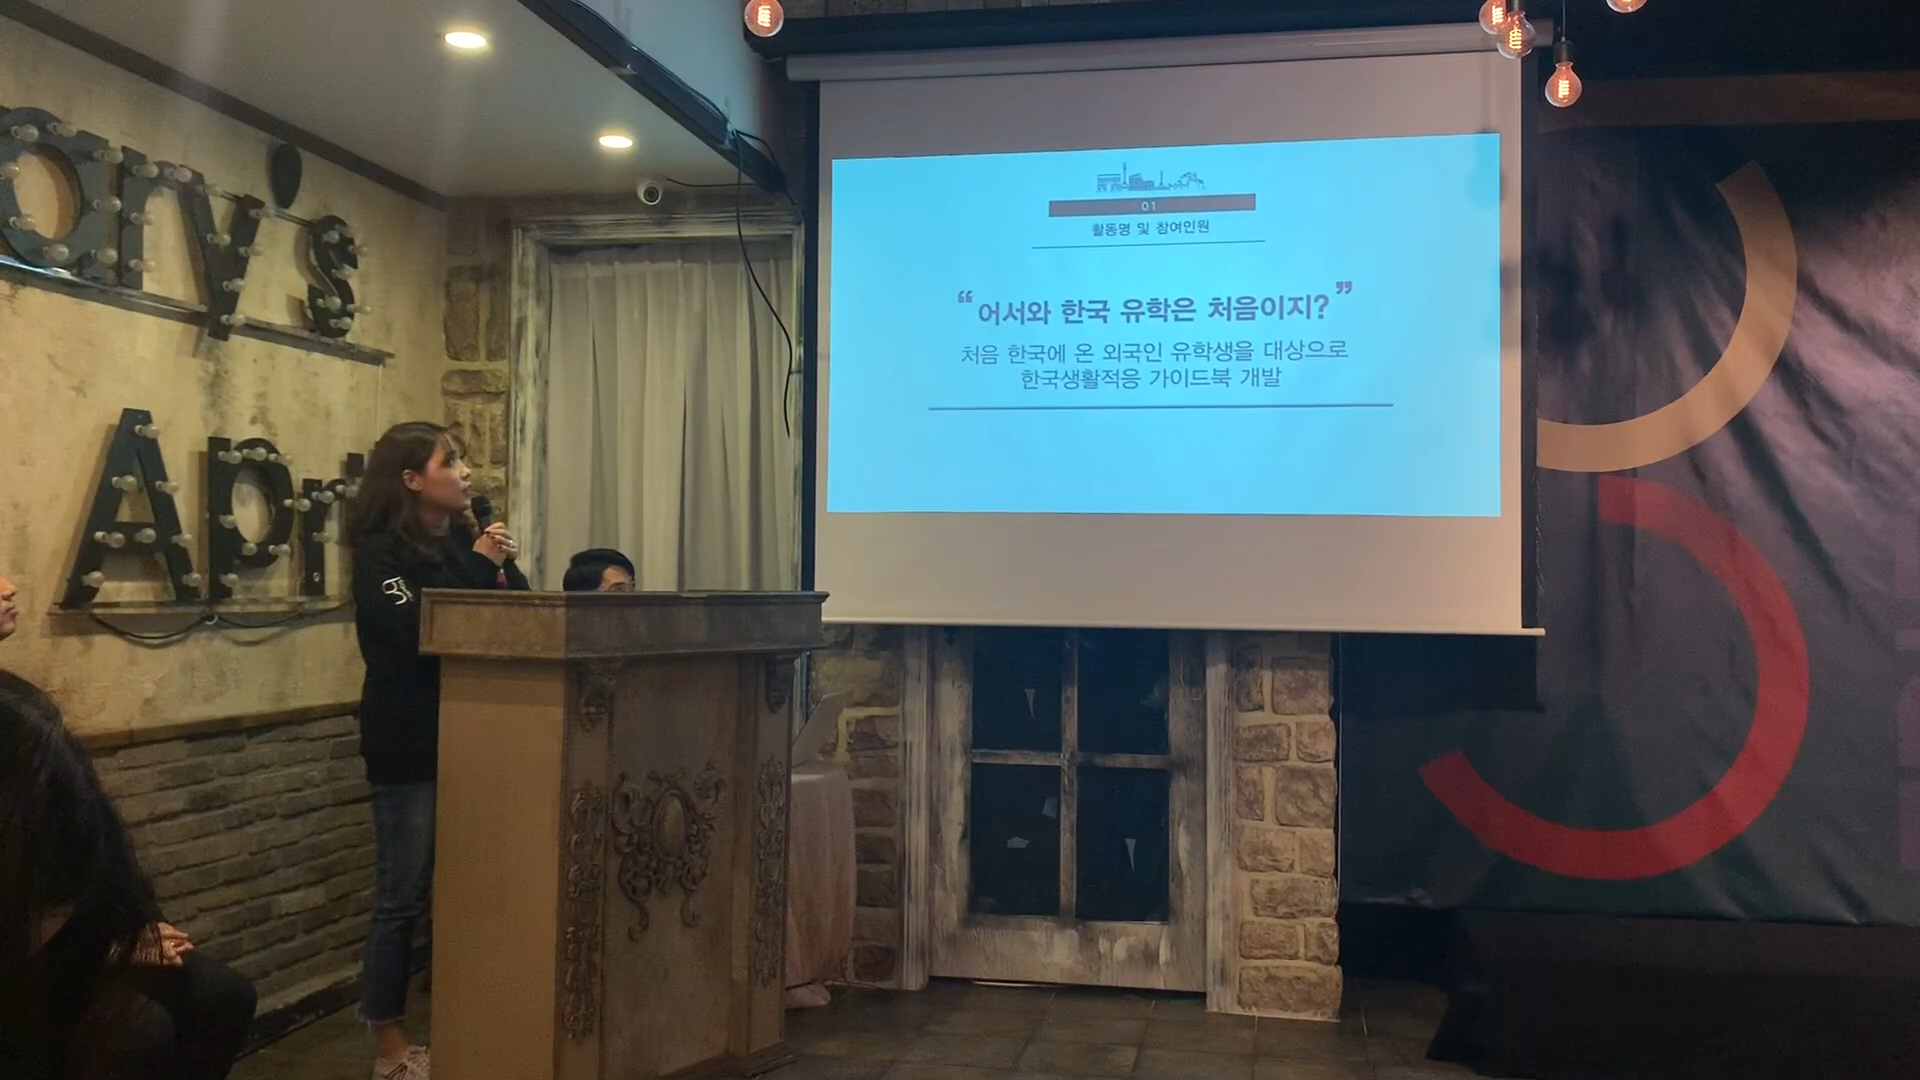 ary's
Apr
01
활동명 및 참여인원
“어서와 한국 유학은 처음이지?”
처음 한국에 온 외국인 유학생을 대상으로
한국생활적응 가이드북 개발